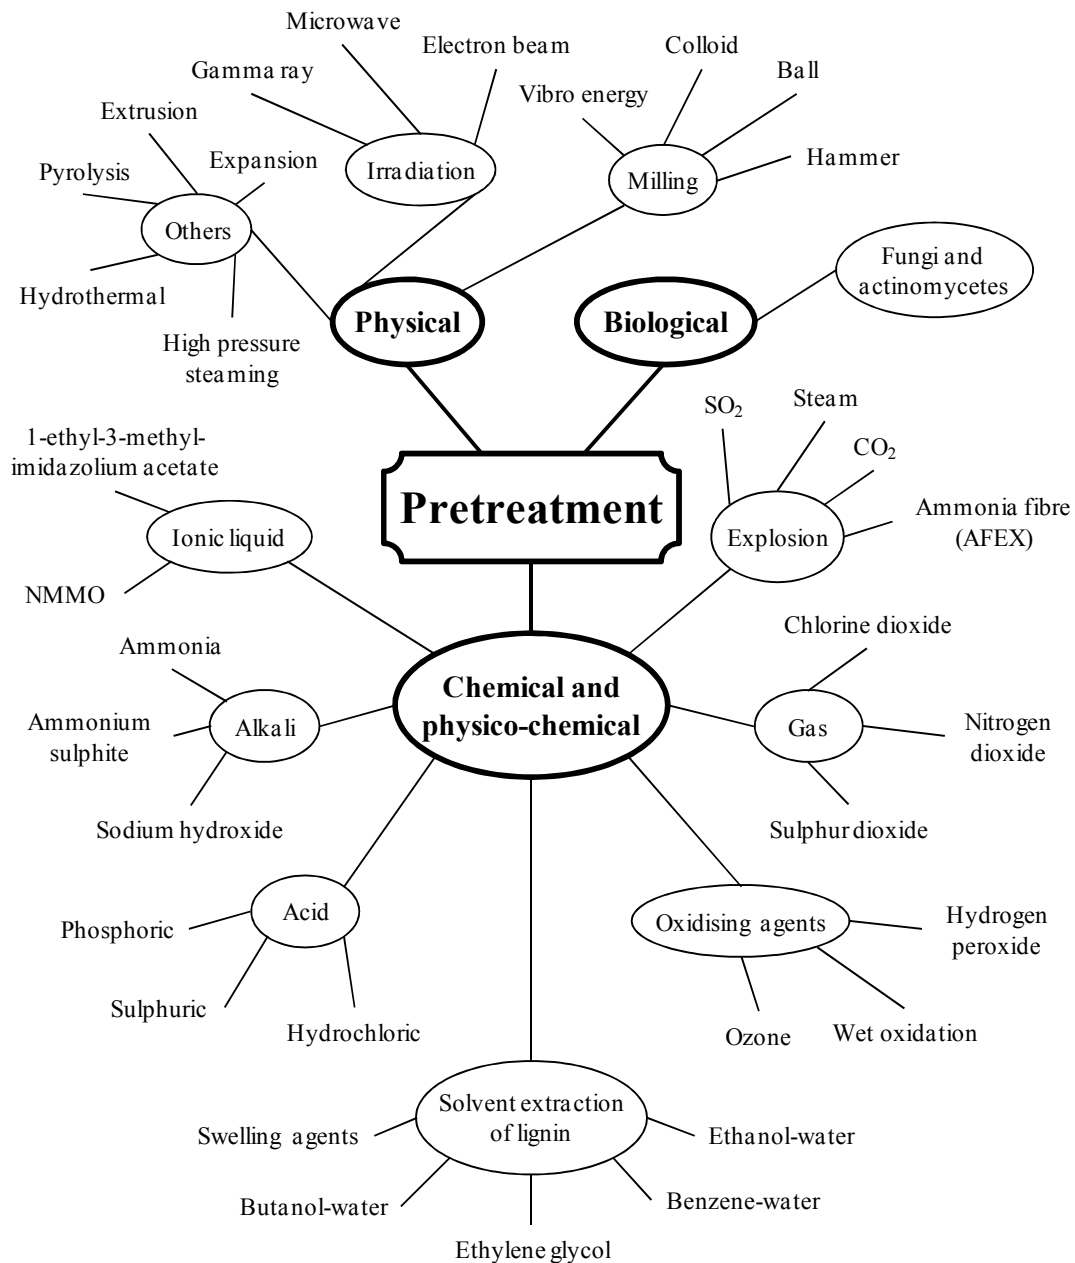 Microwave
Electron beam
Colloid
Gamma ray
Ball
Vibro energy
Extrusion
Expansion
Irradiation
Hammer
Pyrolysis
Milling
Others
Fungi and
actinomycetes
Hydrothermal
Physical
Biological
High pressure
steaming
SO₂
Steam
1-ethyl-3-methyl-
imidazolium acetate
CO₂
Pretreatment
Ammonia fibre
(AFEX)
Ionic liquid
Explosion
NMMO
Chlorine dioxide
Ammonia
Chemical and
physico-chemical
Ammonium
sulphite
Alkali
Gas
Nitrogen
dioxide
Sodium hydroxide
Sulphur dioxide
Acid
Phosphoric
Oxidising agents
Hydrogen
peroxide
Sulphuric
Hydrochloric
Ozone
Wet oxidation
Solvent extraction
of lignin
Swelling agents
Ethanol-water
Butanol-water
Benzene-water
Ethylene glycol